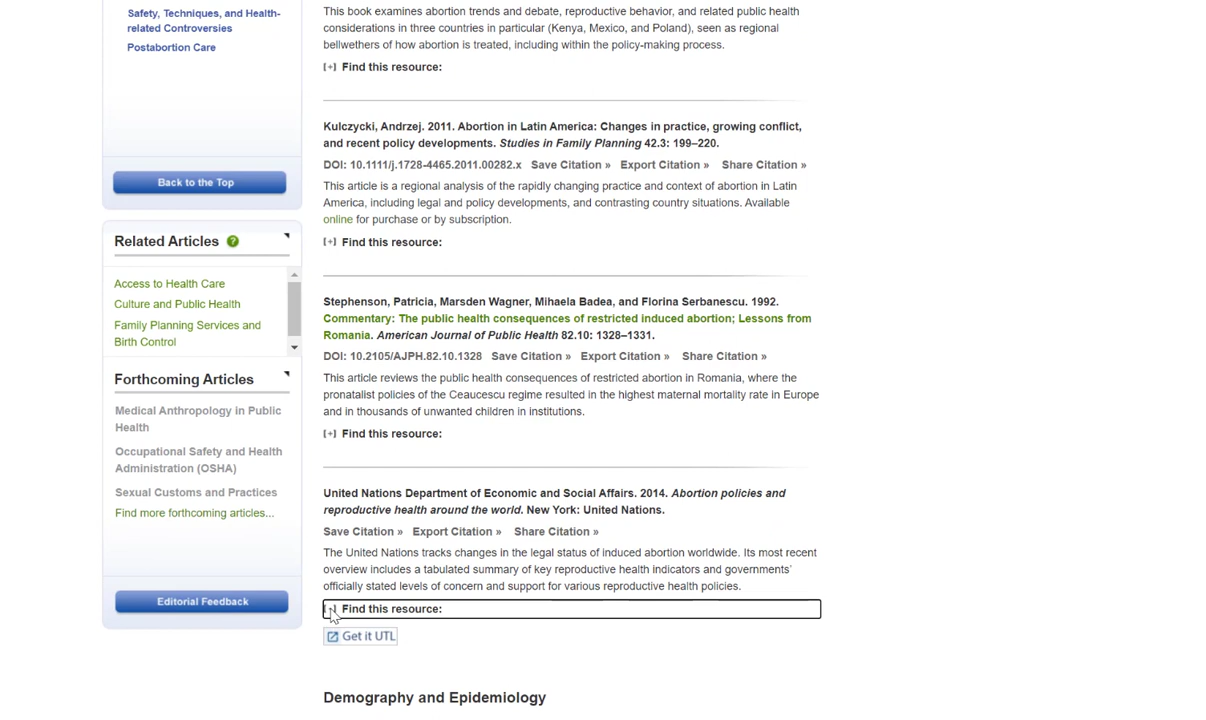 Safety, Techniques, and Health-
related Controversies
Postabortion Care
Back to the Top
Related Articles ?
Access to Health Care
Culture and Public Health
Family Planning Services and
Birth Control
Forthcoming Articles
Medical Anthropology in Public
Health
Occupational Safety and Health
Administration (OSHA)
Sexual Customs and Practices
Find more forthcoming articles...
Editorial Feedback
This book examines abortion trends and debate, reproductive behavior, and related public health
considerations in three countries in particular (Kenya, Mexico, and Poland), seen as regional
bellwethers of how abortion is treated, including within the policy-making process.
[+] Find this resource:
Kulczycki, Andrzej. 2011. Abortion in Latin America: Changes in practice, growing conflict,
and recent policy developments. Studies in Family Planning 42.3: 199–220.
DOI: 10.1111/j.1728-4465.2011.00282.x Save Citation » Export Citation » Share Citation »
This article is a regional analysis of the rapidly changing practice and context of abortion in Latin
America, including legal and policy developments, and contrasting country situations. Available
online for purchase or by subscription.
[+] Find this resource:
Stephenson, Patricia, Marsden Wagner, Mihaela Badea, and Florina Serbanescu. 1992.
Commentary: The public health consequences of restricted induced abortion; Lessons from
Romania. American Journal of Public Health 82.10: 1328–1331.
DOI: 10.2105/AJPH.82.10.1328 Save Citation » Export Citation » Share Citation »
This article reviews the public health consequences of restricted abortion in Romania, where the
pronatalist policies of the Ceaucescu regime resulted in the highest maternal mortality rate in Europe
and in thousands of unwanted children in institutions.
[+] Find this resource:
United Nations Department of Economic and Social Affairs. 2014. Abortion policies and
reproductive health around the world. New York: United Nations.
Save Citation » Export Citation » Share Citation »
The United Nations tracks changes in the legal status of induced abortion worldwide. Its most recent
overview includes a tabulated summary of key reproductive health indicators and governments'
officially stated levels of concern and support for various reproductive health policies.
Find this resource:
Get it UTL
Demography and Epidemiology